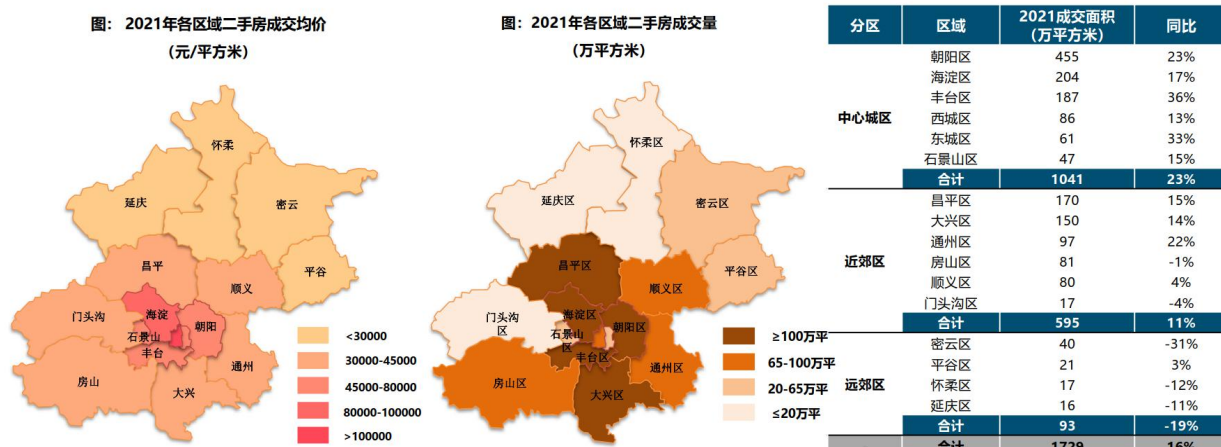 图： 2021年各区域二手房成交均价
（元/平方米）
怀柔
延庆
密云
昌平
平谷
顺义
海淀
门头沟
朝阳
石景山
丰台
通州
房山
大兴
<30000
30000-45000
45000-80000
80000-100000
>100000
图： 2021年各区域二手房成交量
（万平方米）
怀柔区
延庆区
密云区
昌平区
平谷区
顺义区
门头沟
区
海淀区
朝阳区
石景山
区
丰台区
通州区
房山区
大兴区
≥100万平
65-100万平
20-65万平
≤20万平
分区 区域 2021成交面积
（万平方米） 同比
中心城区
朝阳区 455 23%
海淀区 204 17%
丰台区 187 36%
西城区 86 13%
东城区 61 33%
石景山区 47 15%
合计 1041 23%
近郊区
昌平区 170 15%
大兴区 150 14%
通州区 97 22%
房山区 81 -1%
顺义区 80 4%
门头沟区 17 -4%
合计 595 11%
远郊区
密云区 40 -31%
平谷区 21 3%
怀柔区 17 -12%
延庆区 16 -11%
合计 93 -19%
合计 1729 16%